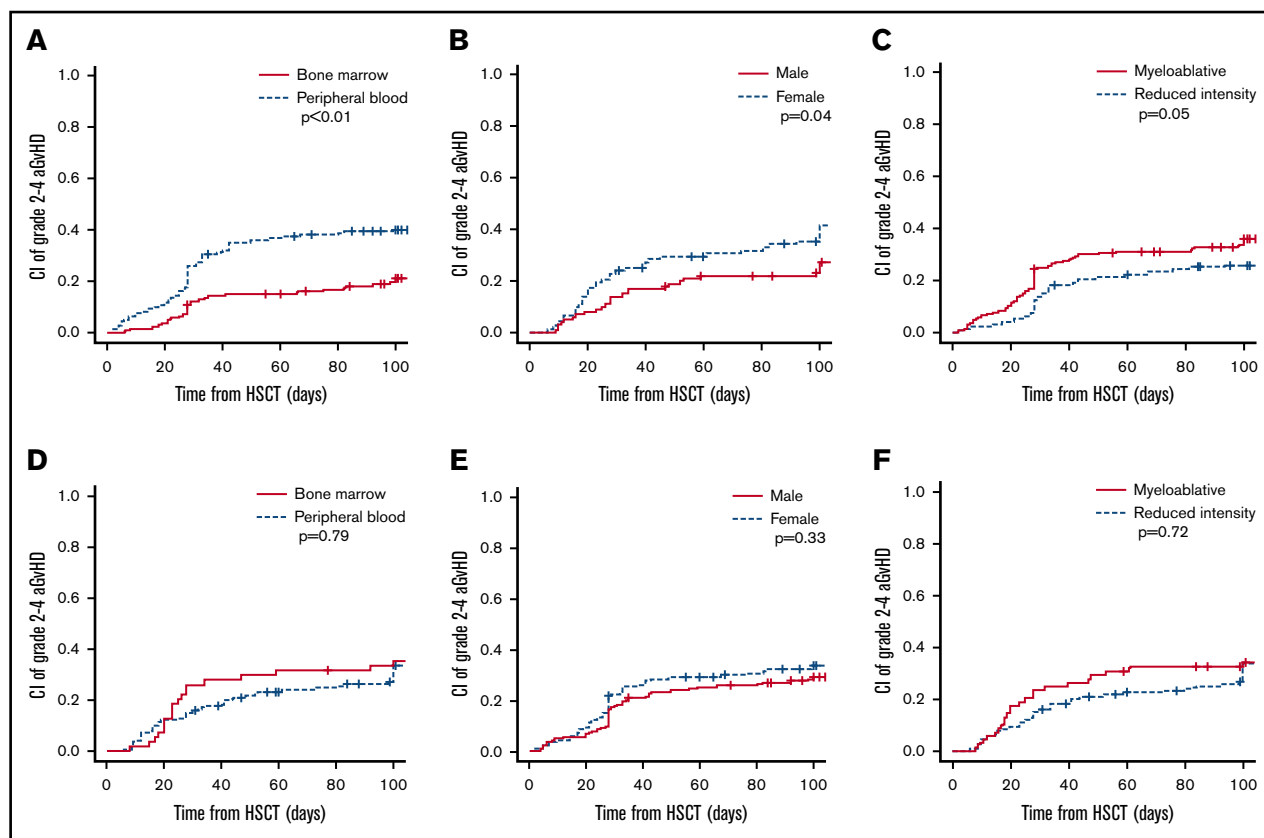 A
CI of grade 2-4 aGvHD
1.0
0.8
0.6
0.4
0.2
0.0
Bone marrow
Peripheral blood
p<0.01
0 20 40 60 80 100
Time from HSCT (days)
B
CI of grade 2-4 aGvHD
1.0
0.8
0.6
0.4
0.2
0.0
Male
Female
p=0.04
0 20 40 60 80 100
Time from HSCT (days)
C
CI of grade 2-4 aGvHD
1.0
0.8
0.6
0.4
0.2
0.0
Myeloablative
Reduced intensity
p=0.05
0 20 40 60 80 100
Time from HSCT (days)
D
CI of grade 2-4 aGvHD
1.0
0.8
0.6
0.4
0.2
0.0
Bone marrow
Peripheral blood
p=0.79
0 20 40 60 80 100
Time from HSCT (days)
E
CI of grade 2-4 aGvHD
1.0
0.8
0.6
0.4
0.2
0.0
Male
Female
p=0.33
0 20 40 60 80 100
Time from HSCT (days)
F
CI of grade 2-4 aGvHD
1.0
0.8
0.6
0.4
0.2
0.0
Myeloablative
Reduced intensity
p=0.72
0 20 40 60 80 100
Time from HSCT (days)